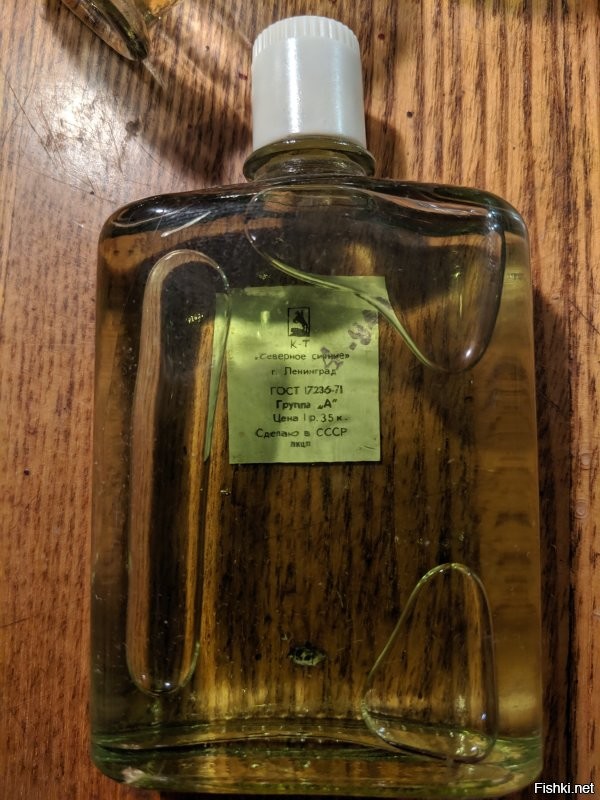 К-Т
„Северное сияние»
г. Ленинград
ГОСТ 17236-71
Группа „А"
Цена 1 р. 35 к.
Сделано в СССР
Fishki.net